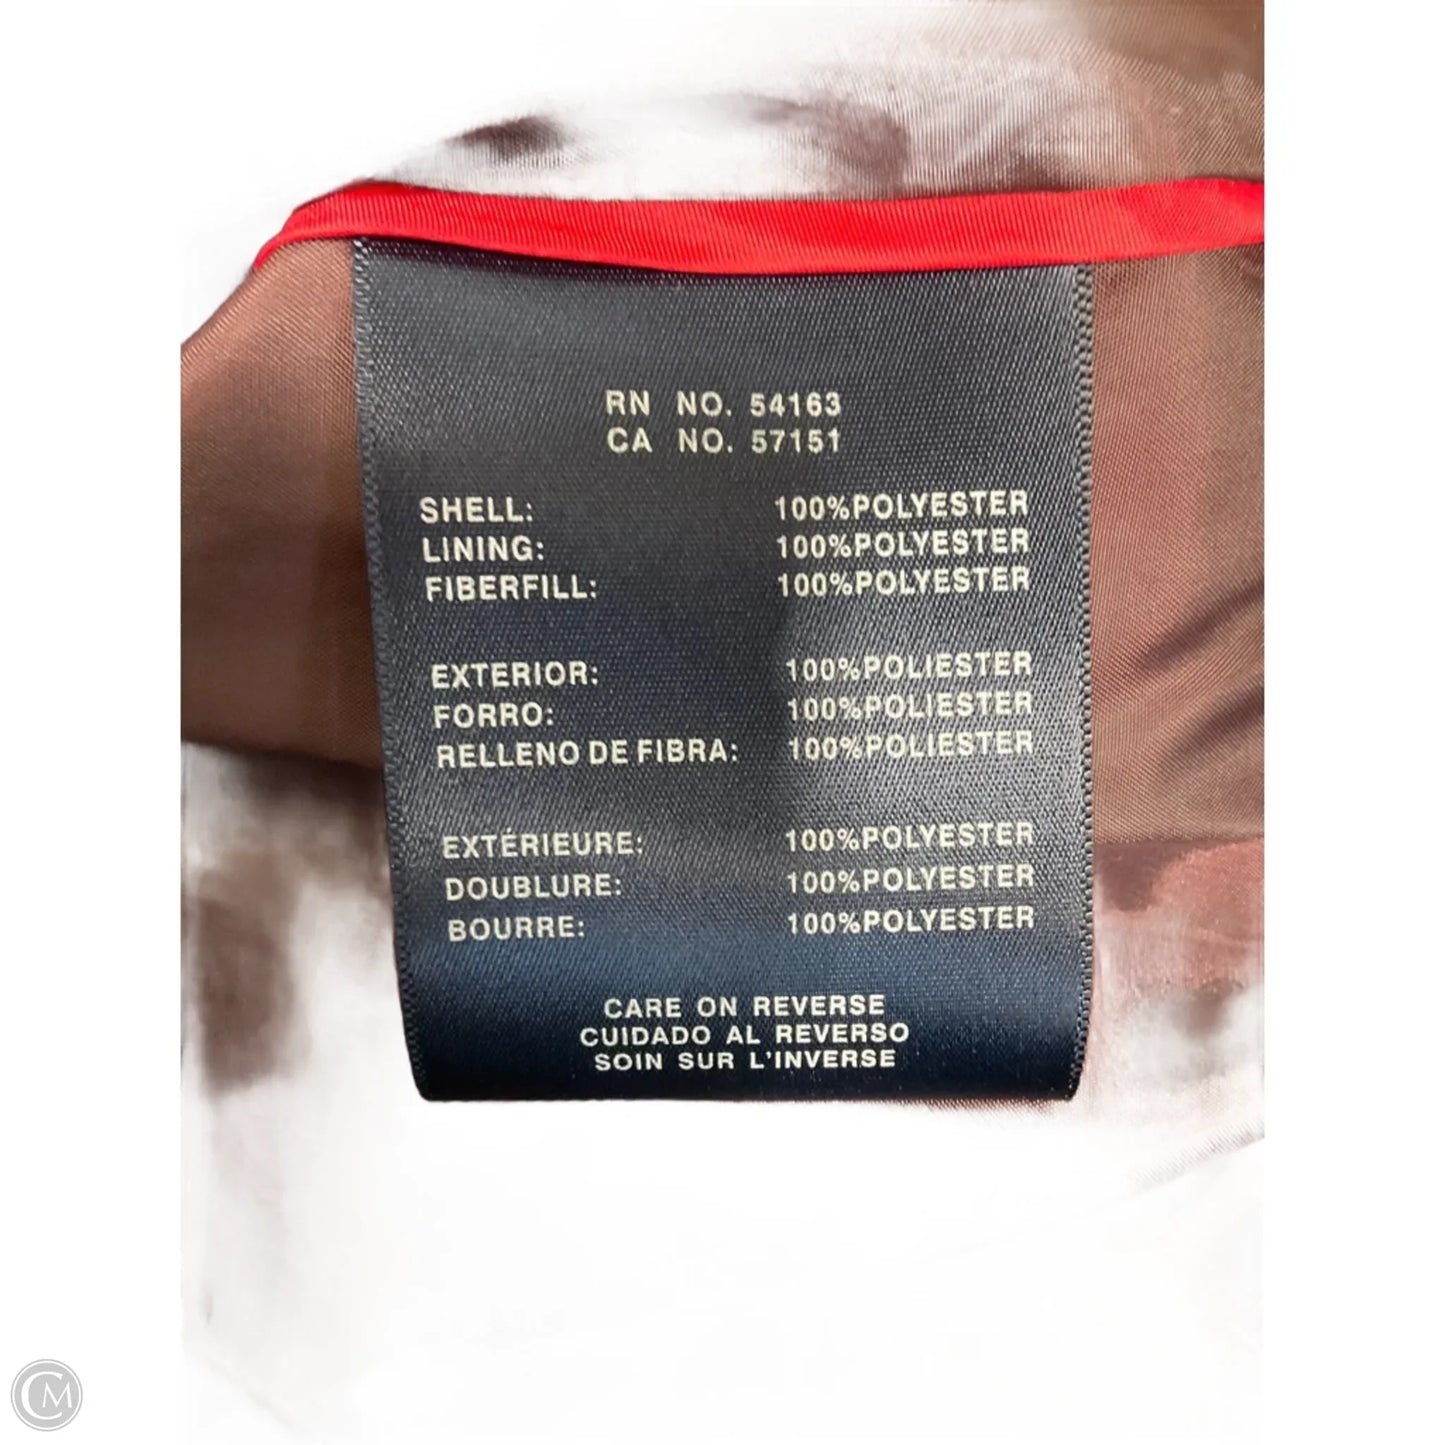 RN NO. 54163
CA NO. 57151
SHELL: 100%POLYESTER
LINING: 100%POLYESTER
FIBERFILL: 100%POLYESTER
EXTERIOR: 100%POLIESTER
FORRO: 100%POLIESTER
RELLENO DE FIBRA: 100%POLIESTER
EXTÉRIEURE: 100%POLYESTER
DOUBLURE: 100%POLYESTER
BOURRE: 100%POLYESTER
CARE ON REVERSE
CUIDADO AL REVERSO
SOIN SUR L'INVERSE
CM